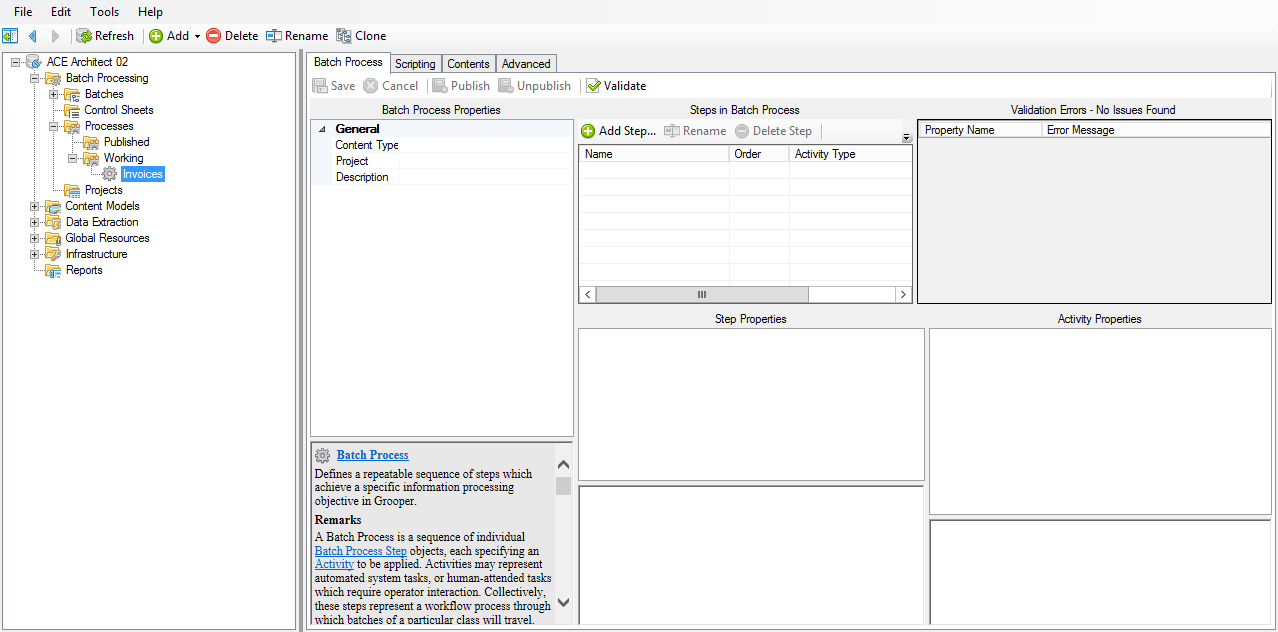 File Edit Tools Help
Refresh Add Delete Rename Clone
ACE Architect 02
Batch Processing
Batches
Control Sheets
Processes
Published
Working
Invoices
Projects
Content Models
Data Extraction
Global Resources
Infrastructure
Reports
Batch Process Scripting Contents Advanced
Save Cancel Publish Unpublish Validate
Batch Process Properties
General
Content Type
Project
Description
Batch Process
Defines a repeatable sequence of steps which
achieve a specific information processing
objective in Grooper.
Remarks
A Batch Process is a sequence of individual
Batch Process Step objects, each specifying an
Activity to be applied. Activities may represent
automated system tasks, or human-attended tasks
which require operator interaction. Collectively,
these steps represent a workflow process through
which batches of a particular class will travel.
Steps in Batch Process
Add Step... Rename Delete Step
Name Order Activity Type
Validation Errors - No Issues Found
Property Name Error Message
Step Properties
Activity Properties